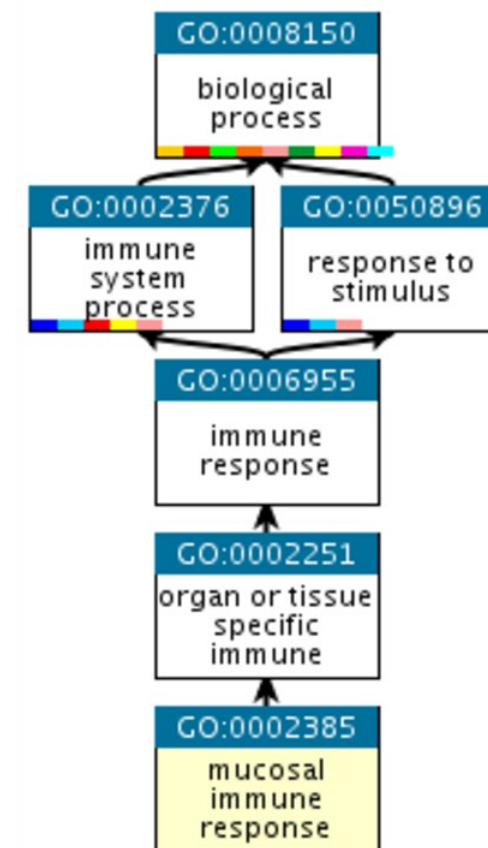 GO:0008150
biological
process
GO:0002376
GO:0050896
immune
system
process
response to
stimulus
GO:0006955
immune
response
GO:0002251
organ or tissue
specific
immune
GO:0002385
mucosal
immune
response